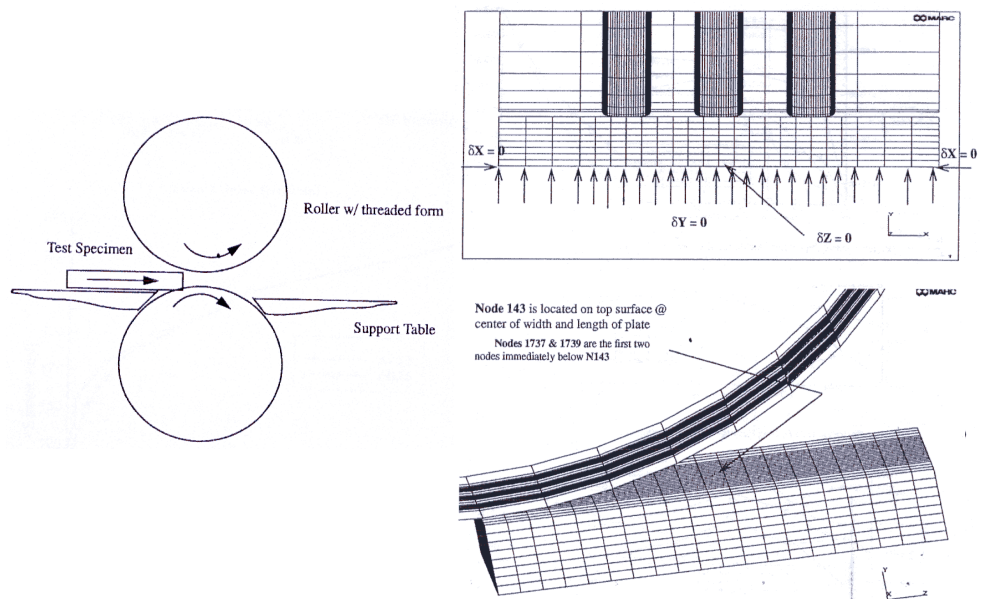 Roller w/ threaded form
Test Specimen
Support Table
MARC
δX = 0
δX = 0
δY = 0
δZ = 0
Y
Z
X
MARC
Node 143 is located on top surface @
center of width and length of plate
Nodes 1737 & 1739 are the first two
nodes immediately below N143
Y
X
Z